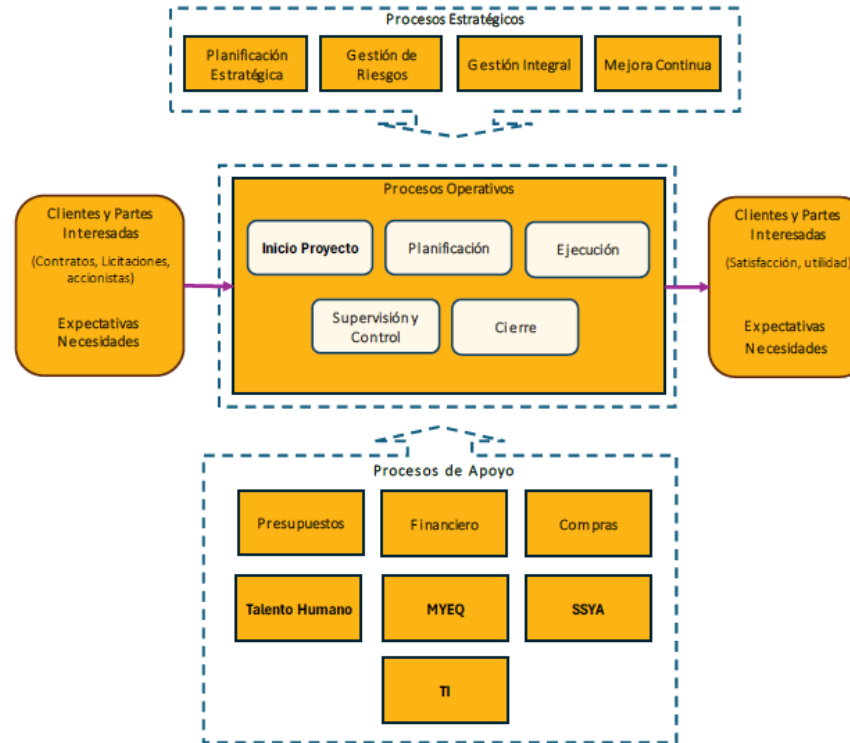 Procesos Estratégicos
Planificación
Estratégica
Gestión de
Riesgos
Gestión Integral
Mejora Continua
Clientes y Partes
Interesadas
(Contratos, Licitaciones,
accionistas)
Expectativas
Necesidades
Procesos Operativos
Inicio Proyecto
Planificación
Ejecución
Supervisión y
Control
Cierre
Clientes y Partes
Interesadas
(Satisfacción, utilidad)
Expectativas
Necesidades
Procesos de Apoyo
Presupuestos
Financiero
Compras
Talento Humano
MYEQ
SSYA
TI